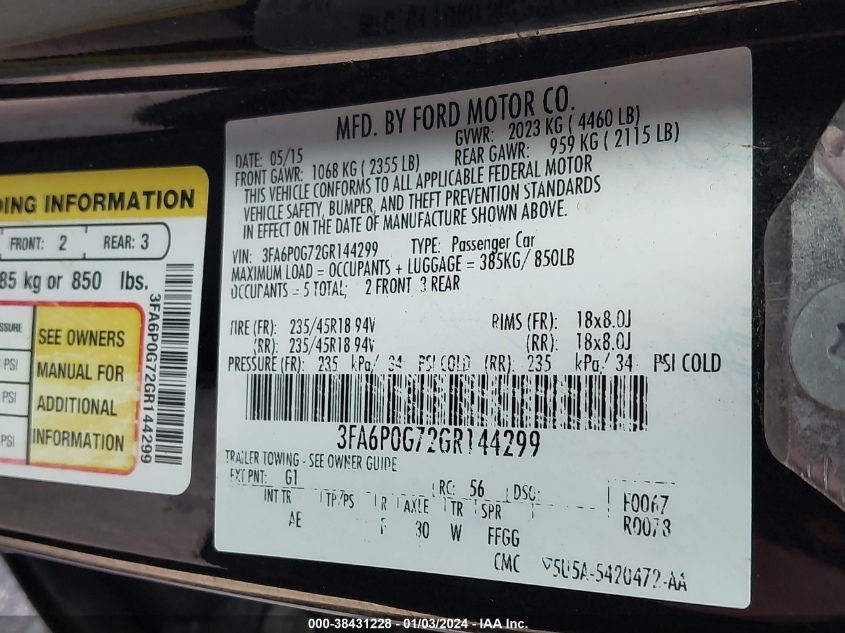 DING INFORMATION
FRONT: 2 REAR: 3
85 kg or 850 lbs.
SSURE
PSI
PSI
PSI
SEE OWNERS
MANUAL FOR
ADDITIONAL
INFORMATION
3FA6P0G72GR144299
MFD. BY FORD MOTOR CO.
DATE: 05/15 GVWR: 2023 KG ( 4460 LB)
FRONT GAWR: 1068 KG ( 2355 LB) REAR GAWR: 959 KG ( 2115 LB)
THIS VEHICLE CONFORMS TO ALL APPLICABLE FEDERAL MOTOR
VEHICLE SAFETY, BUMPER, AND THEFT PREVENTION STANDARDS
IN EFFECT ON THE DATE OF MANUFACTURE SHOWN ABOVE.
VIN: 3FA6P0G72GR144299 TYPE: Passenger Car
MAXIMUM LOAD = OCCUPANTS + LUGGAGE = 385KG/ 850LB
OCCUPANTS = 5 TOTAL; 2 FRONT 3 REAR
TIRE (FR): 235/45R18 94V RIMS (FR): 18x8.0J
(RR): 235/45R18 94V (RR): 18x8.0J
PRESSURE (FR): 235 kPa/ 34 PSI COLD (RR): 235 kPa/ 34 PSI COLD
3FA6P0G72GR144299
TRAILER TOWING - SEE OWNER GUIDE
EXT PNT: G1 RC: 56 DSO: F0067
INT TR TP/PS R AXLE TR SPR R0078
AE 30 W FFGG
CMC 5U5A-5420472-AA
000-38431228 - 01/03/2024 - IAA Inc.